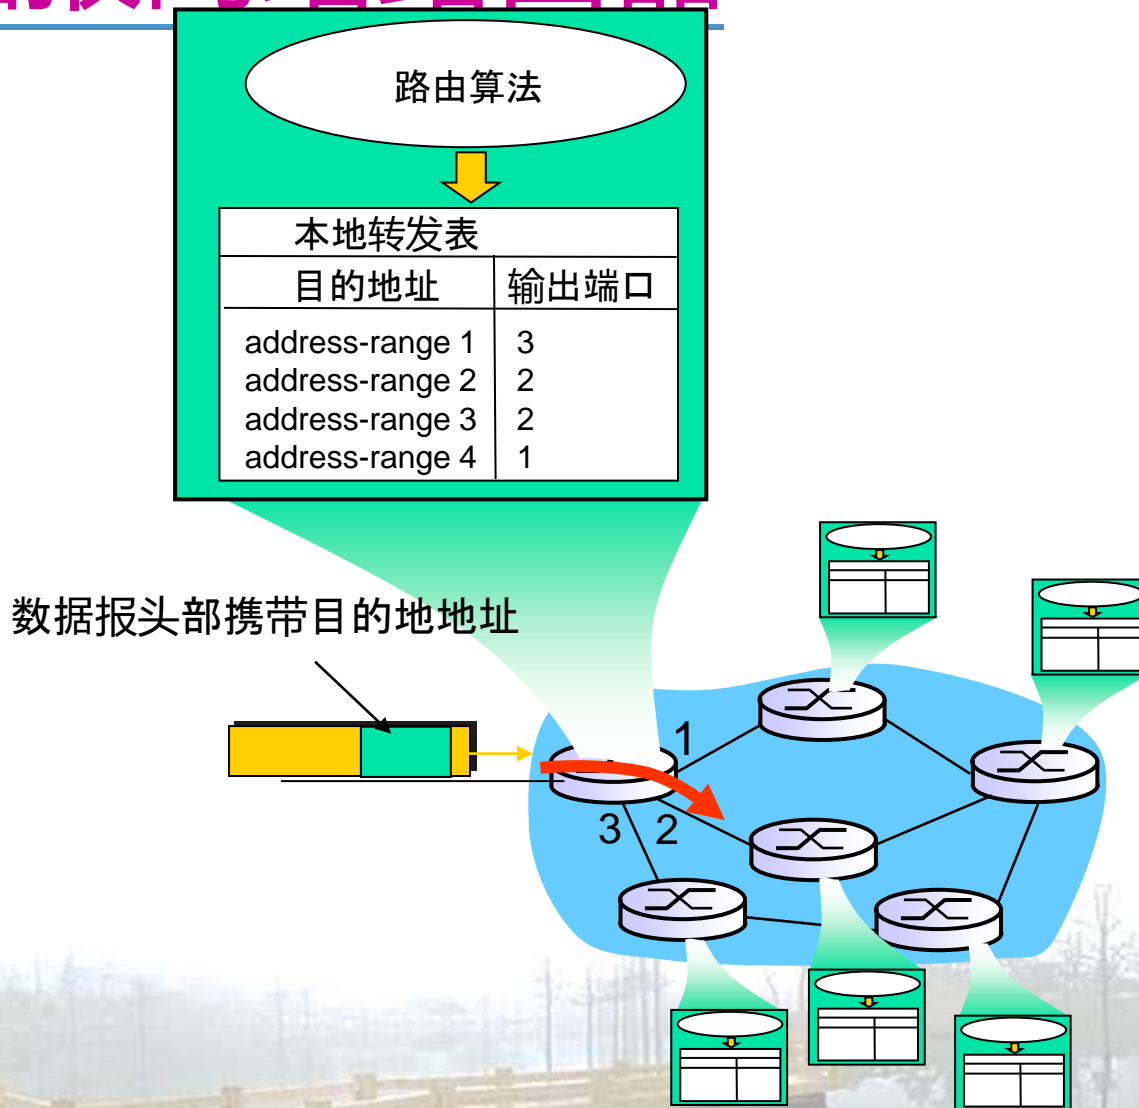 路由算法
本地转发表
目的地址 输出端口
address-range 1 3
address-range 2 2
address-range 3 2
address-range 4 1
数据报头部携带目的地地址
1
3 2